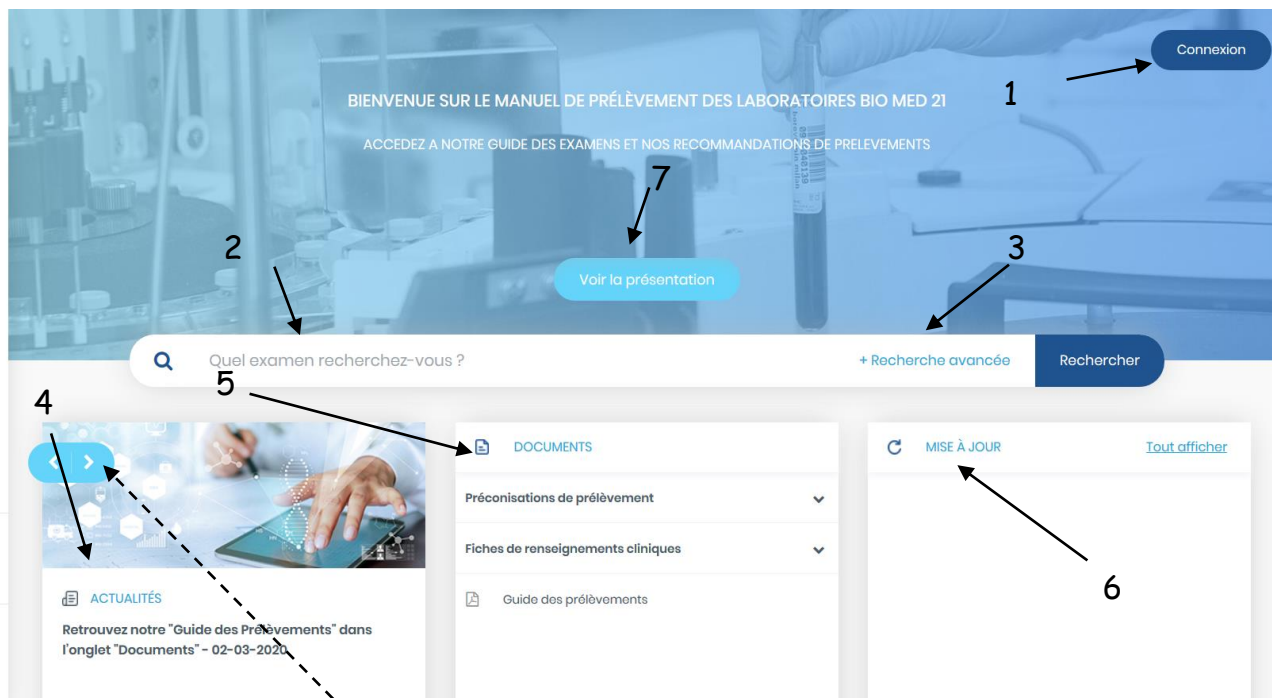 Connexion
1
BIENVENUE SUR LE MANUEL DE PRÉLÈVEMENT DES LABORATOIRES BIO MED 21
ACCEDEZ A NOTRE GUIDE DES EXAMENS ET NOS RECOMMANDATIONS DE PRELEVEMENTS
7
2
3
Voir la présentation
Quel examen recherchez-vous ?
+ Recherche avancée
Rechercher
5
4
DOCUMENTS
MISE À JOUR
Tout afficher
Préconisations de prélèvement
Fiches de renseignements cliniques
6
ACTUALITÉS
Guide des prélèvements
Retrouvez notre "Guide des Prélèvements" dans
l'onglet "Documents" - 02-03-2020